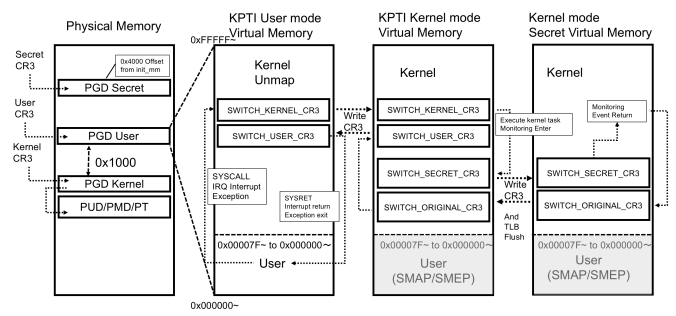 Physical Memory
Secret
CR3
0x4000 Offset
from init_mm
PGD Secret
User
CR3
PGD User
Kernel
CR3
0x1000
PGD Kernel
PUD/PMD/PT
KPTI User mode
Virtual Memory
0xFFFFF~
Kernel
Unmap
SWITCH_KERNEL_CR3
SWITCH_USER_CR3
SYSCALL
IRQ Interrupt
Exception
SYSRET
Interrupt return
Exception exit
0x00007F~ to 0x000000~
User
0x000000~
Write
CR3
KPTI Kernel mode
Virtual Memory
Kernel
SWITCH_KERNEL_CR3
SWITCH_USER_CR3
Execute kernel task
Monitoring Enter
SWITCH_SECRET_CR3
SWITCH_ORIGINAL_CR3
0x00007F~ to 0x000000~
User
(SMAP/SMEP)
Write
CR3
And
TLB
Flush
Kernel mode
Secret Virtual Memory
Kernel
Monitoring
Event Return
SWITCH_SECRET_CR3
SWITCH_ORIGINAL_CR3
0x00007F~ to 0x000000~
User
(SMAP/SMEP)